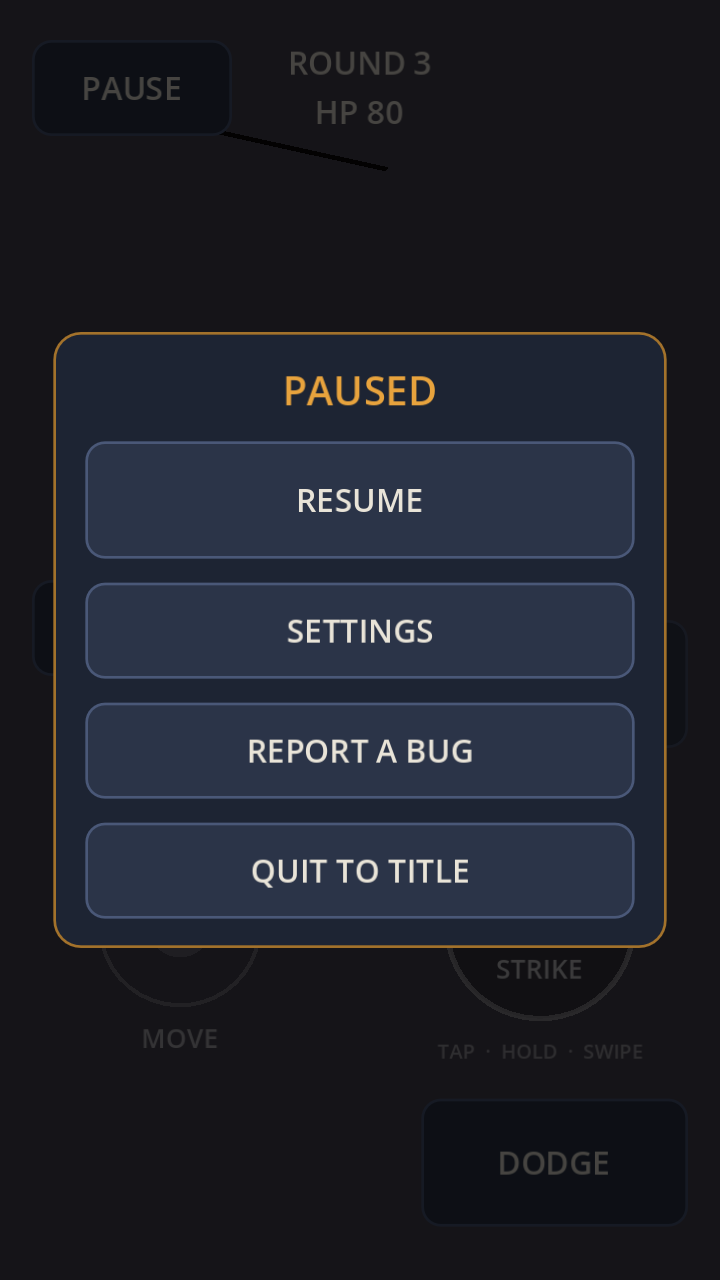 PAUSE
ROUND 3
HP 80
PAUSED
RESUME
SETTINGS
REPORT A BUG
QUIT TO TITLE
STRIKE
MOVE
TAP · HOLD · SWIPE
DODGE